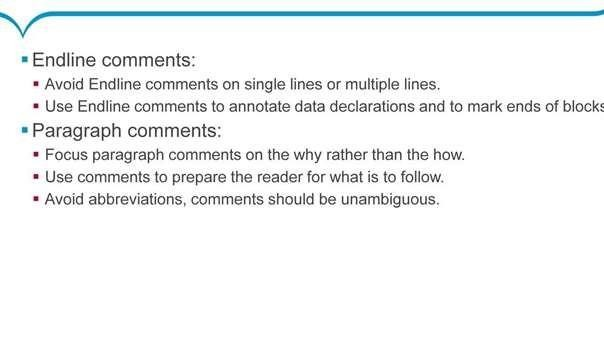 Endline comments:
Avoid Endline comments on single lines or multiple lines.
Use Endline comments to annotate data declarations and to mark ends of blocks
Paragraph comments:
Focus paragraph comments on the why rather than the how.
Use comments to prepare the reader for what is to follow.
Avoid abbreviations, comments should be unambiguous.